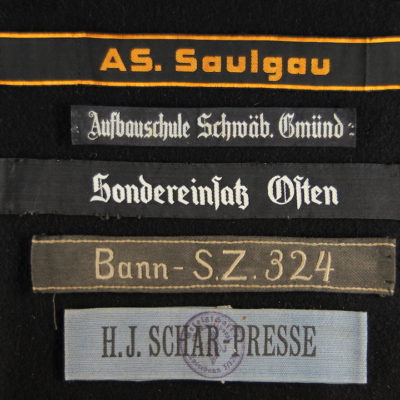 AS. Saulgau
Aufbauschule Schwäb. Gmünd
Sondereinsatz Osten
Bann-S.Z. 324
H.J. SCHAR-PRESSE